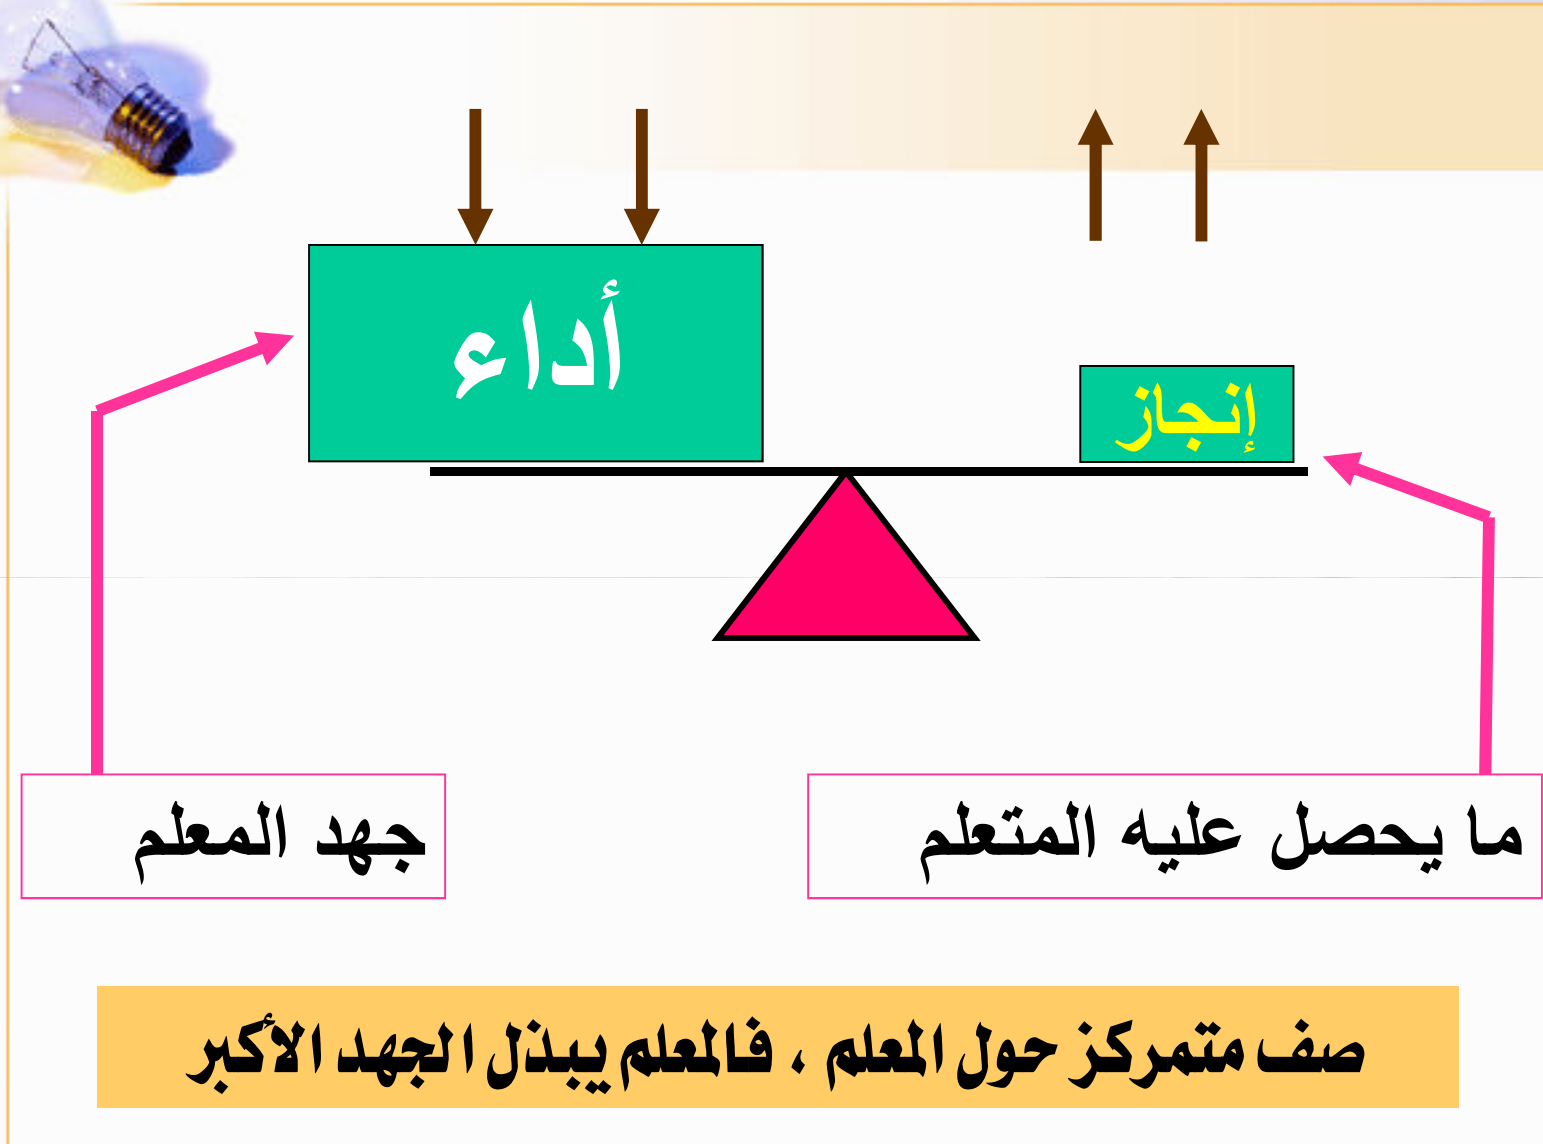 أداء
إنجاز
ما يحصل عليه المتعلم
جهد المعلم
صف متمركز حول المعلم ، فالمعلم يبذل الجهد الأكبر